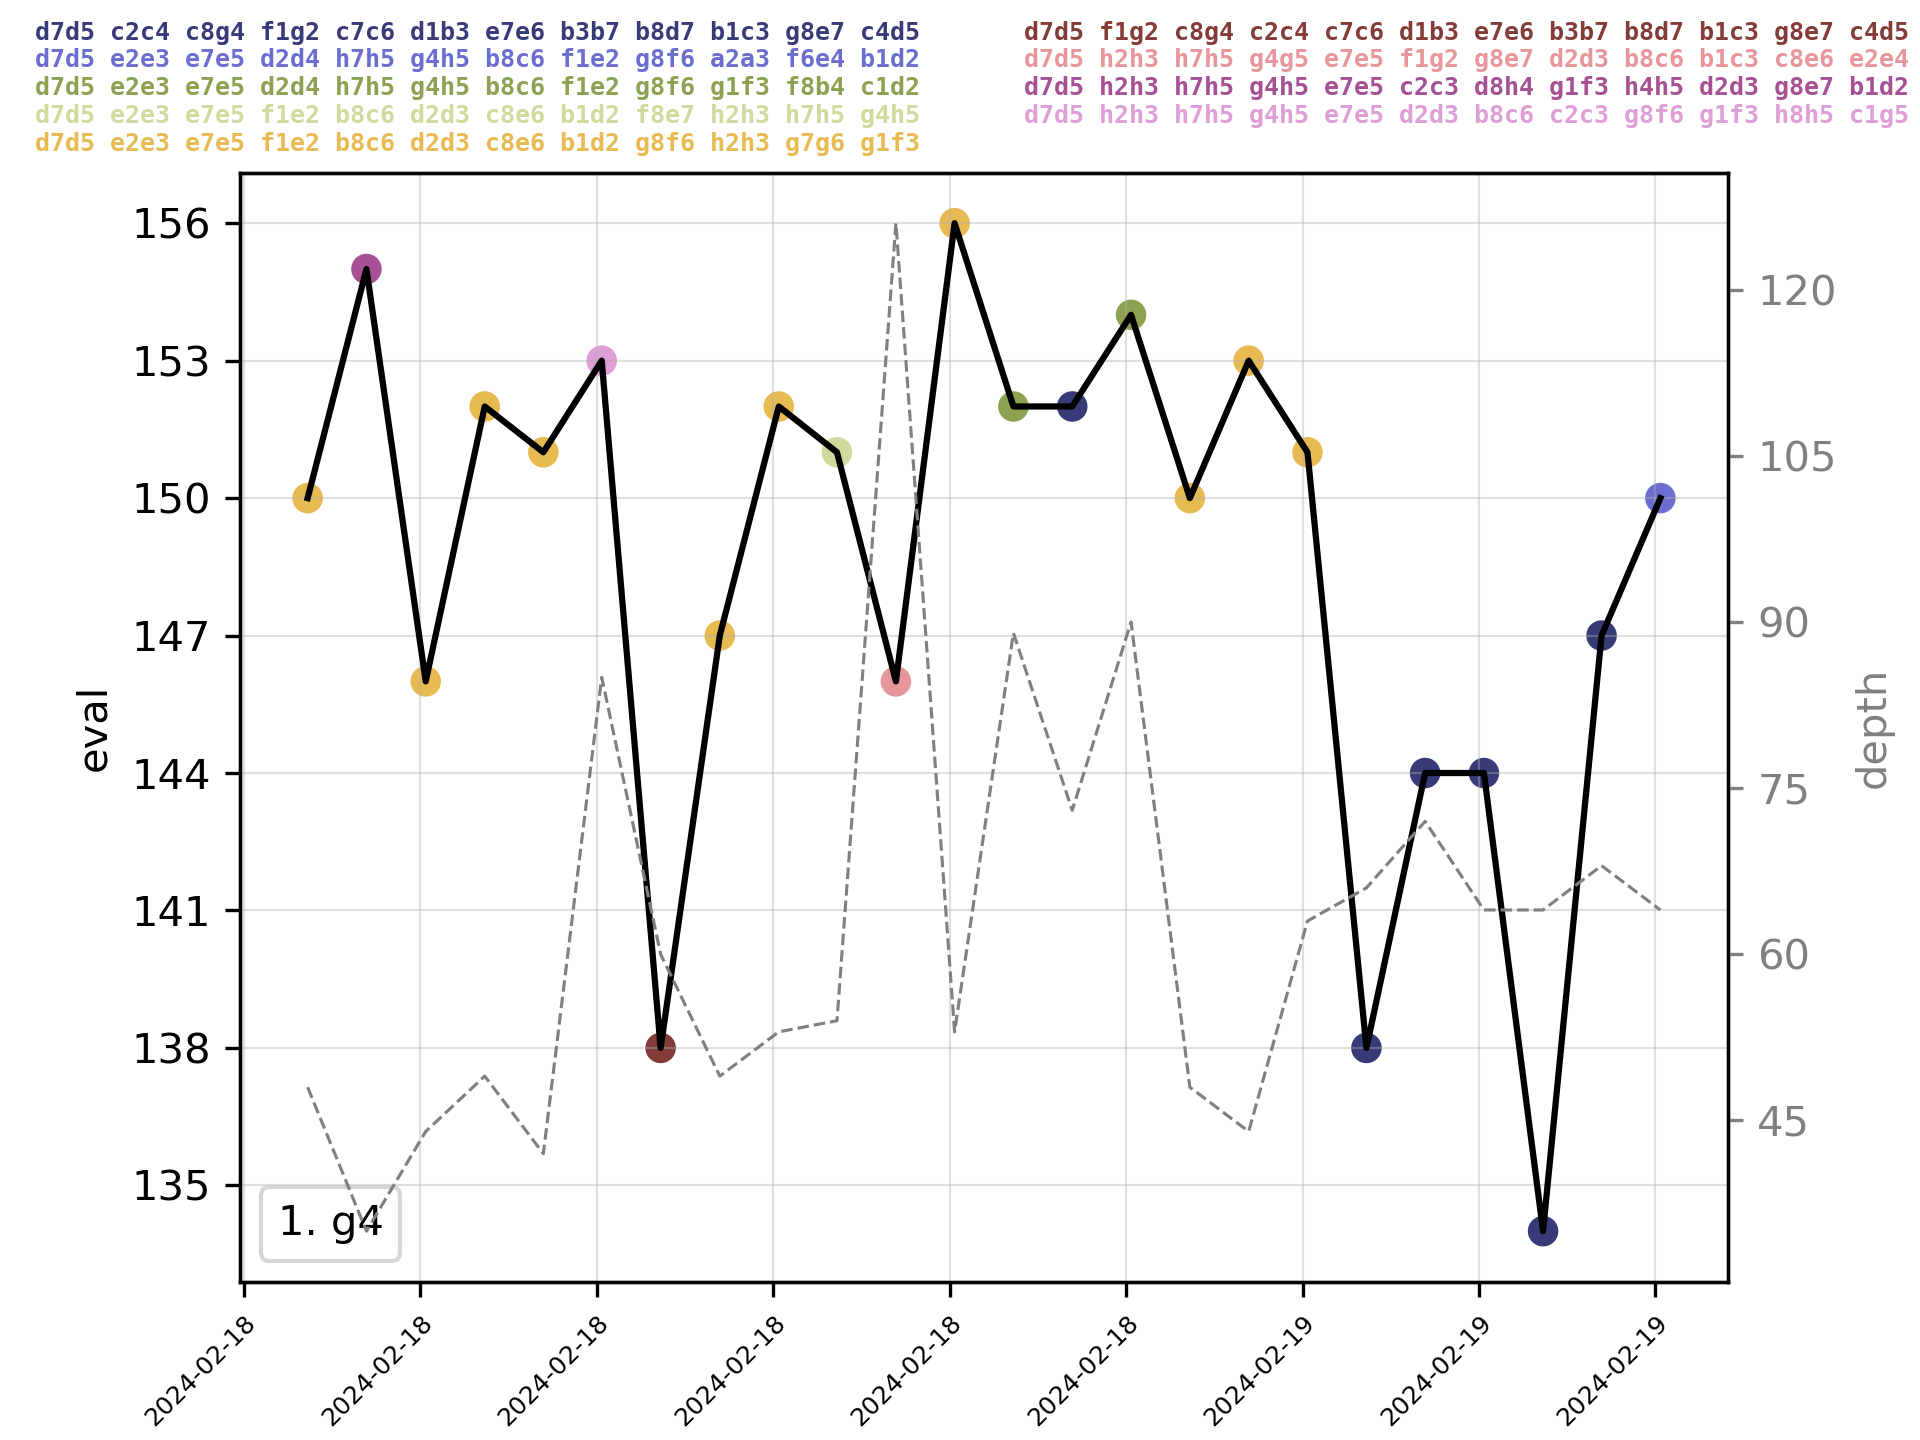 d7d5 c2c4 c8g4 f1g2 c7c6 d1b3 e7e6 b3b7 b8d7 b1c3 g8e7 c4d5
d7d5 e2e3 e7e5 d2d4 h7h5 g4h5 b8c6 f1e2 g8f6 a2a3 f6e4 b1d2
d7d5 e2e3 e7e5 d2d4 h7h5 g4h5 b8c6 f1e2 g8f6 g1f3 f8b4 c1d2
d7d5 e2e3 e7e5 f1e2 b8c6 d2d3 c8e6 b1d2 f8e7 h2h3 h7h5 g4h5
d7d5 e2e3 e7e5 f1e2 b8c6 d2d3 c8e6 b1d2 g8f6 h2h3 g7g6 g1f3
d7d5 f1g2 c8g4 c2c4 c7c6 d1b3 e7e6 b3b7 b8d7 b1c3 g8e7 c4d5
d7d5 h2h3 h7h5 g4g5 e7e5 f1g2 g8e7 d2d3 b8c6 b1c3 c8e6 e2e4
d7d5 h2h3 h7h5 g4h5 e7e5 c2c3 d8h4 g1f3 h4h5 d2d3 g8e7 b1d2
d7d5 h2h3 h7h5 g4h5 e7e5 d2d3 b8c6 c2c3 g8f6 g1f3 h8h5 c1g5
156
153
150
147
144
141
138
135
eval
120
105
90
75
60
45
depth
1. g4
2024-02-18
2024-02-18
2024-02-18
2024-02-18
2024-02-18
2024-02-18
2024-02-19
2024-02-19
2024-02-19